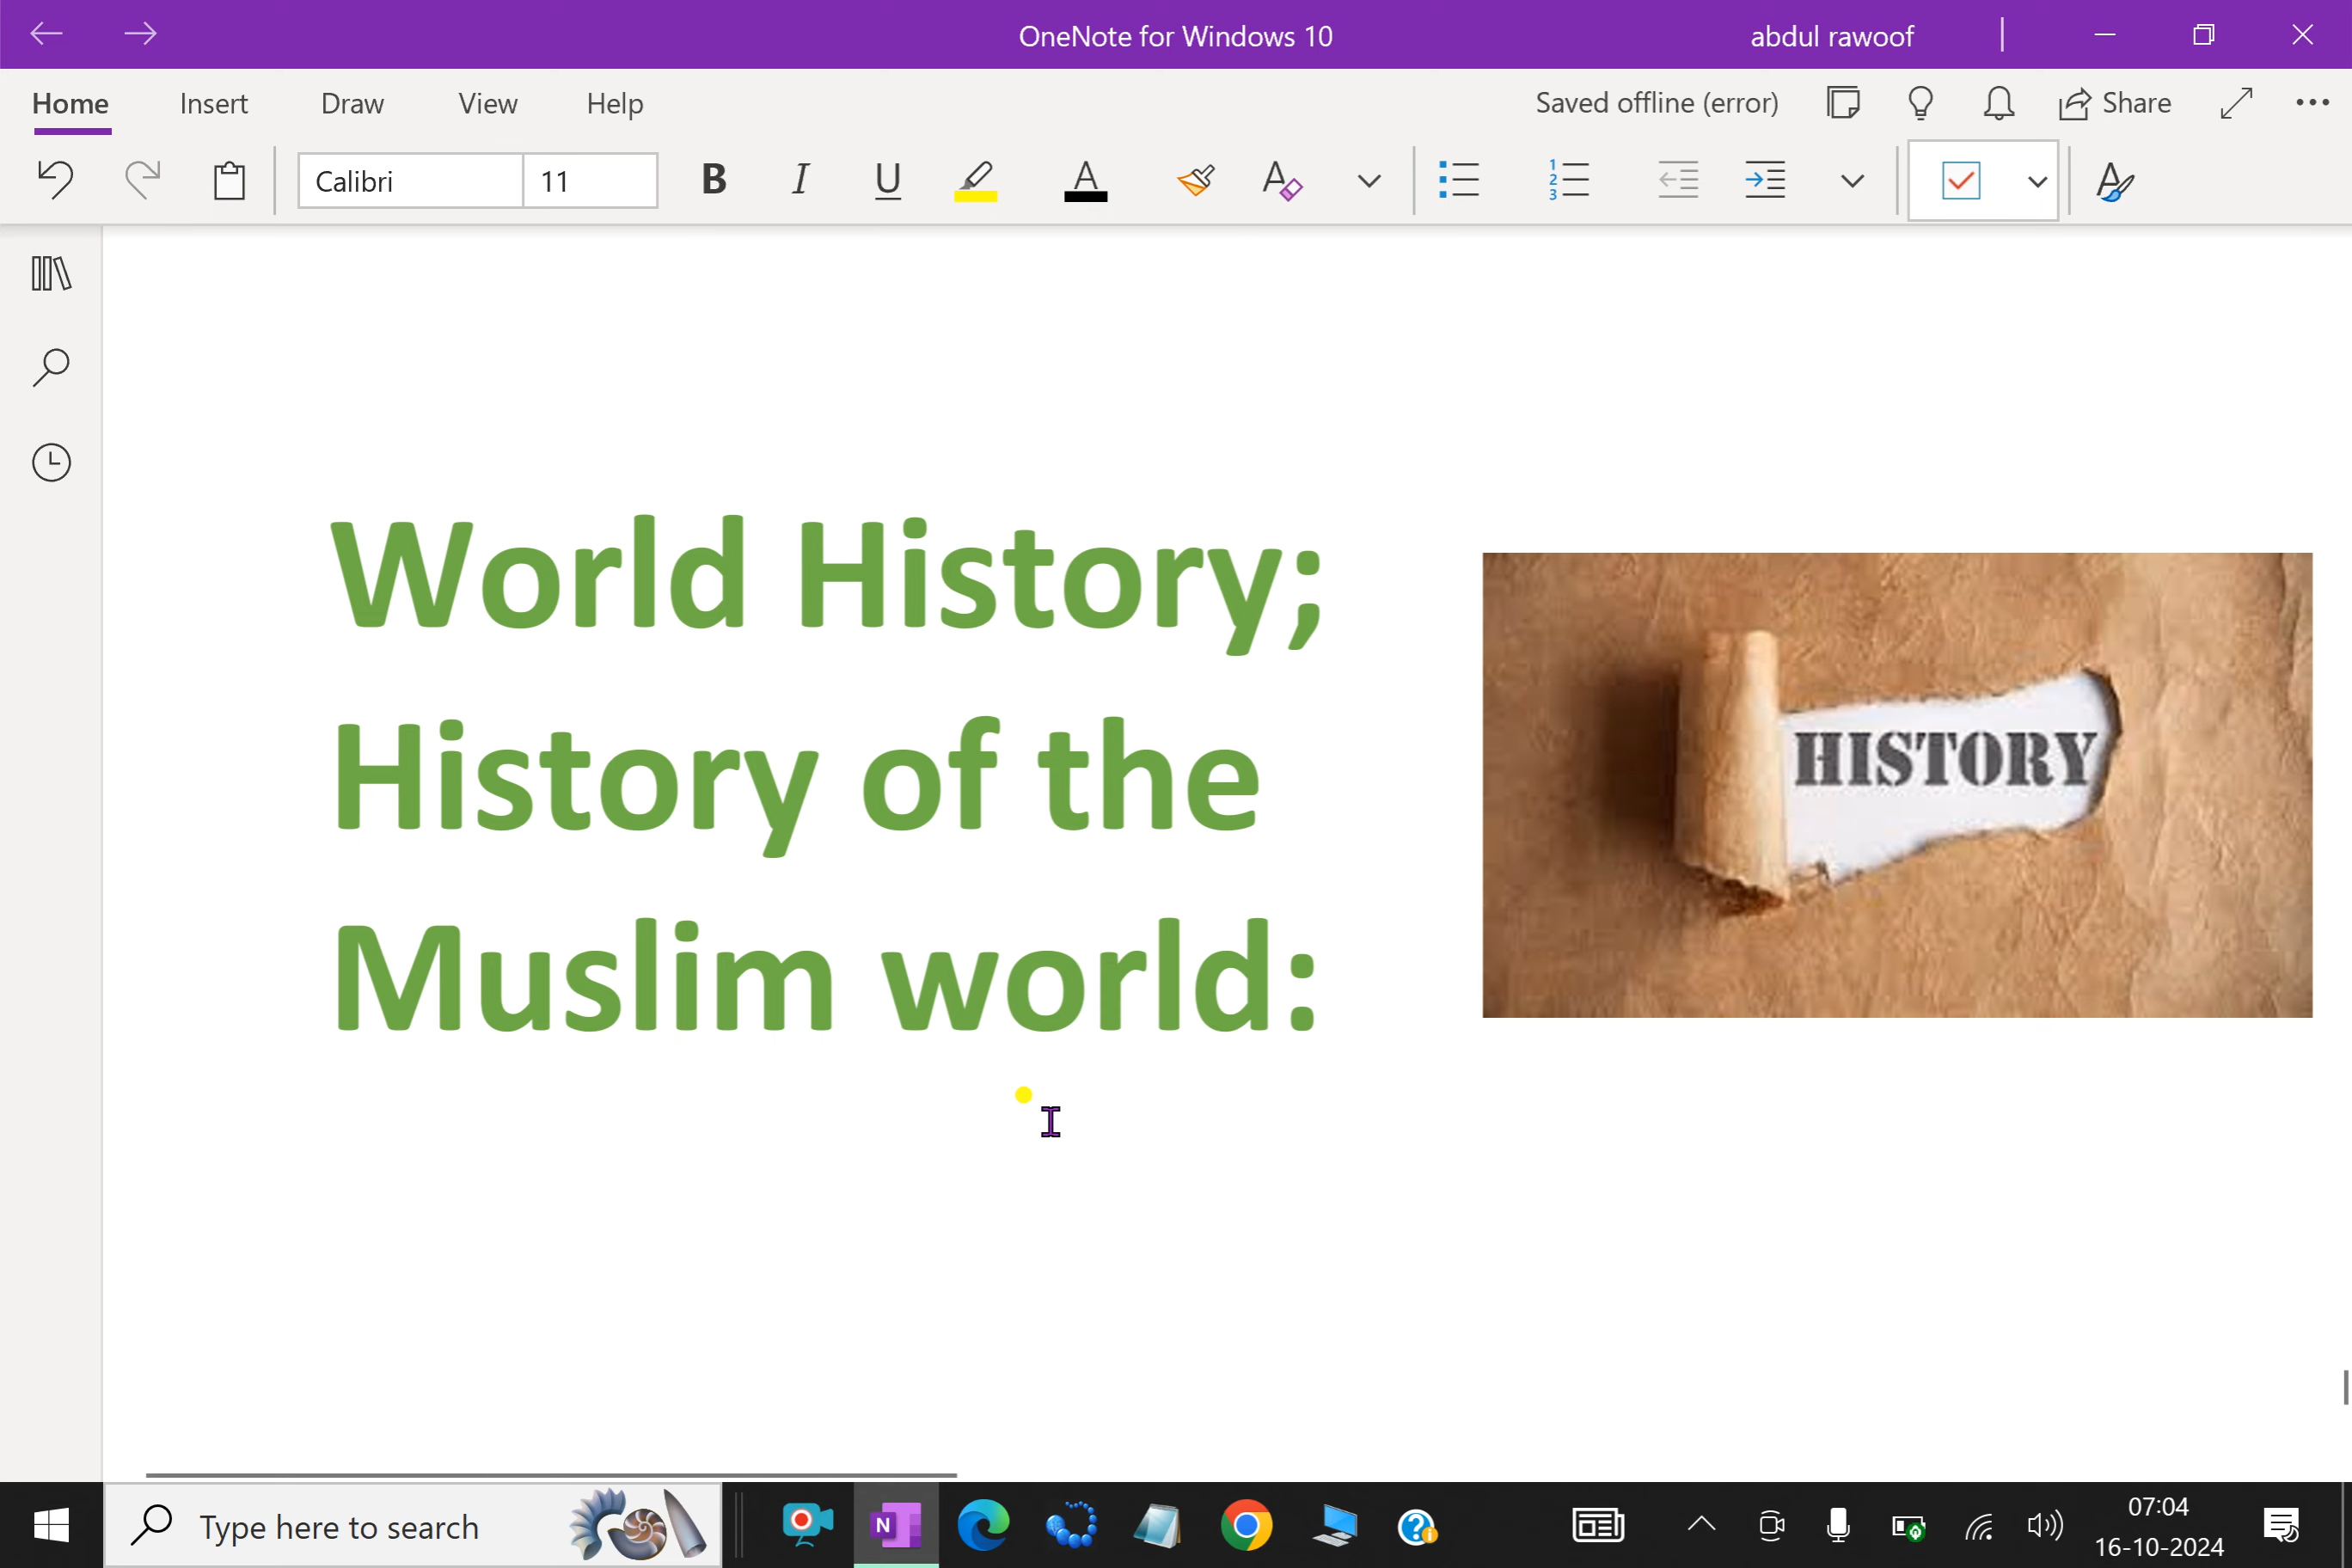 OneNote for Windows 10
abdul rawoof
Home Insert Draw View Help
Saved offline (error)
Share
Calibri 11
World History;
History of the
Muslim world:
HISTORY
Type here to search
07:04
16-10-2024